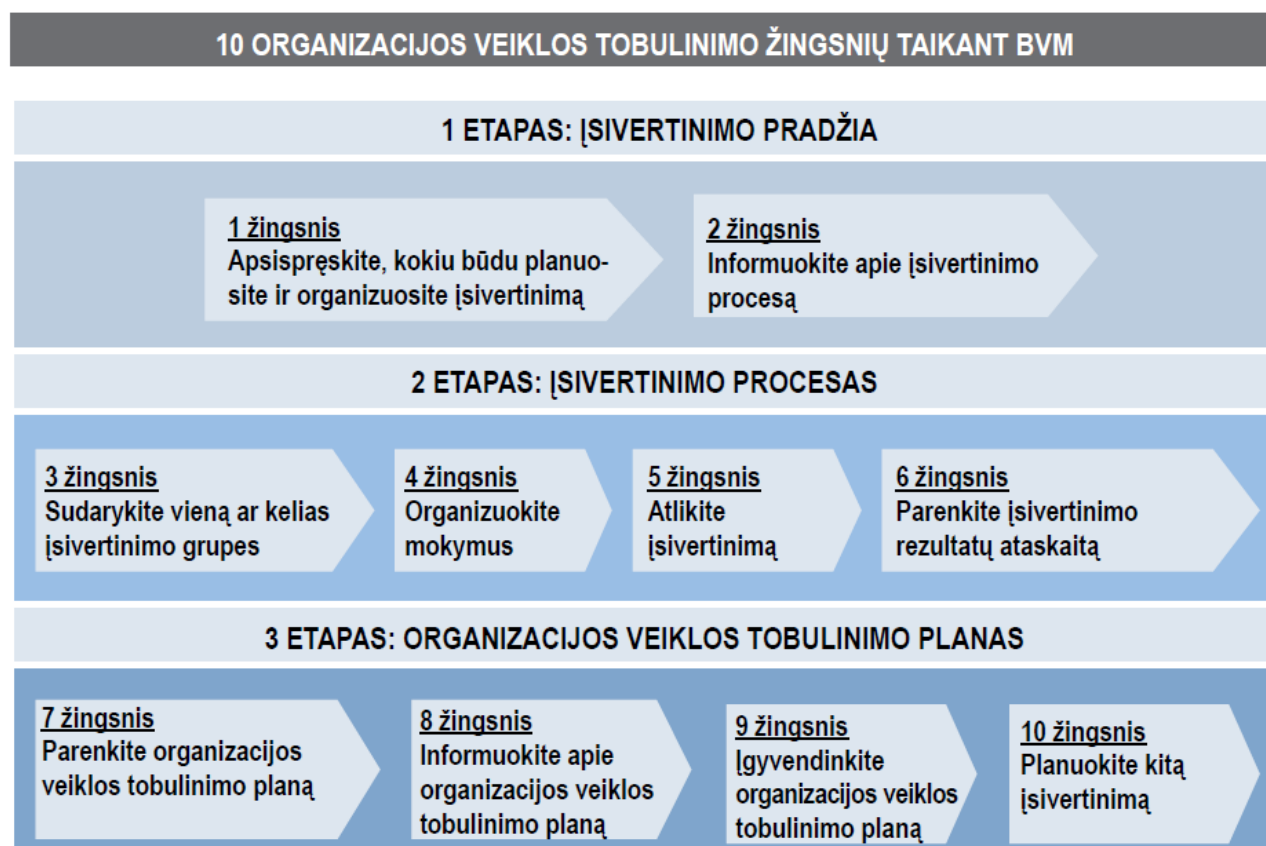 10 ORGANIZACIJOS VEIKLOS TOBULINIMO ŽINGSNIŲ TAIKANT BVM
1 ETAPAS: ĮSIVERTINIMO PRADŽIA
1 žingsnis
Apsispręskite, kokiu būdu planuo-
site ir organizuosite įsivertinimą
2 žingsnis
Informuokite apie įsivertinimo
procesą
2 ETAPAS: ĮSIVERTINIMO PROCESAS
3 žingsnis
Sudarykite vieną ar kelias
įsivertinimo grupes
4 žingsnis
Organizuokite
mokymus
5 žingsnis
Atlikite
įsivertinimą
6 žingsnis
Parenkite įsivertinimo
rezultatų ataskaitą
3 ETAPAS: ORGANIZACIJOS VEIKLOS TOBULINIMO PLANAS
7 žingsnis
Parenkite organizacijos
veiklos tobulinimo planą
8 žingsnis
Informuokite apie
organizacijos veiklos
tobulinimo planą
9 žingsnis
Įgyvendinkite
organizacijos veiklos
tobulinimo planą
10 žingsnis
Planuokite kitą
įsivertinimą